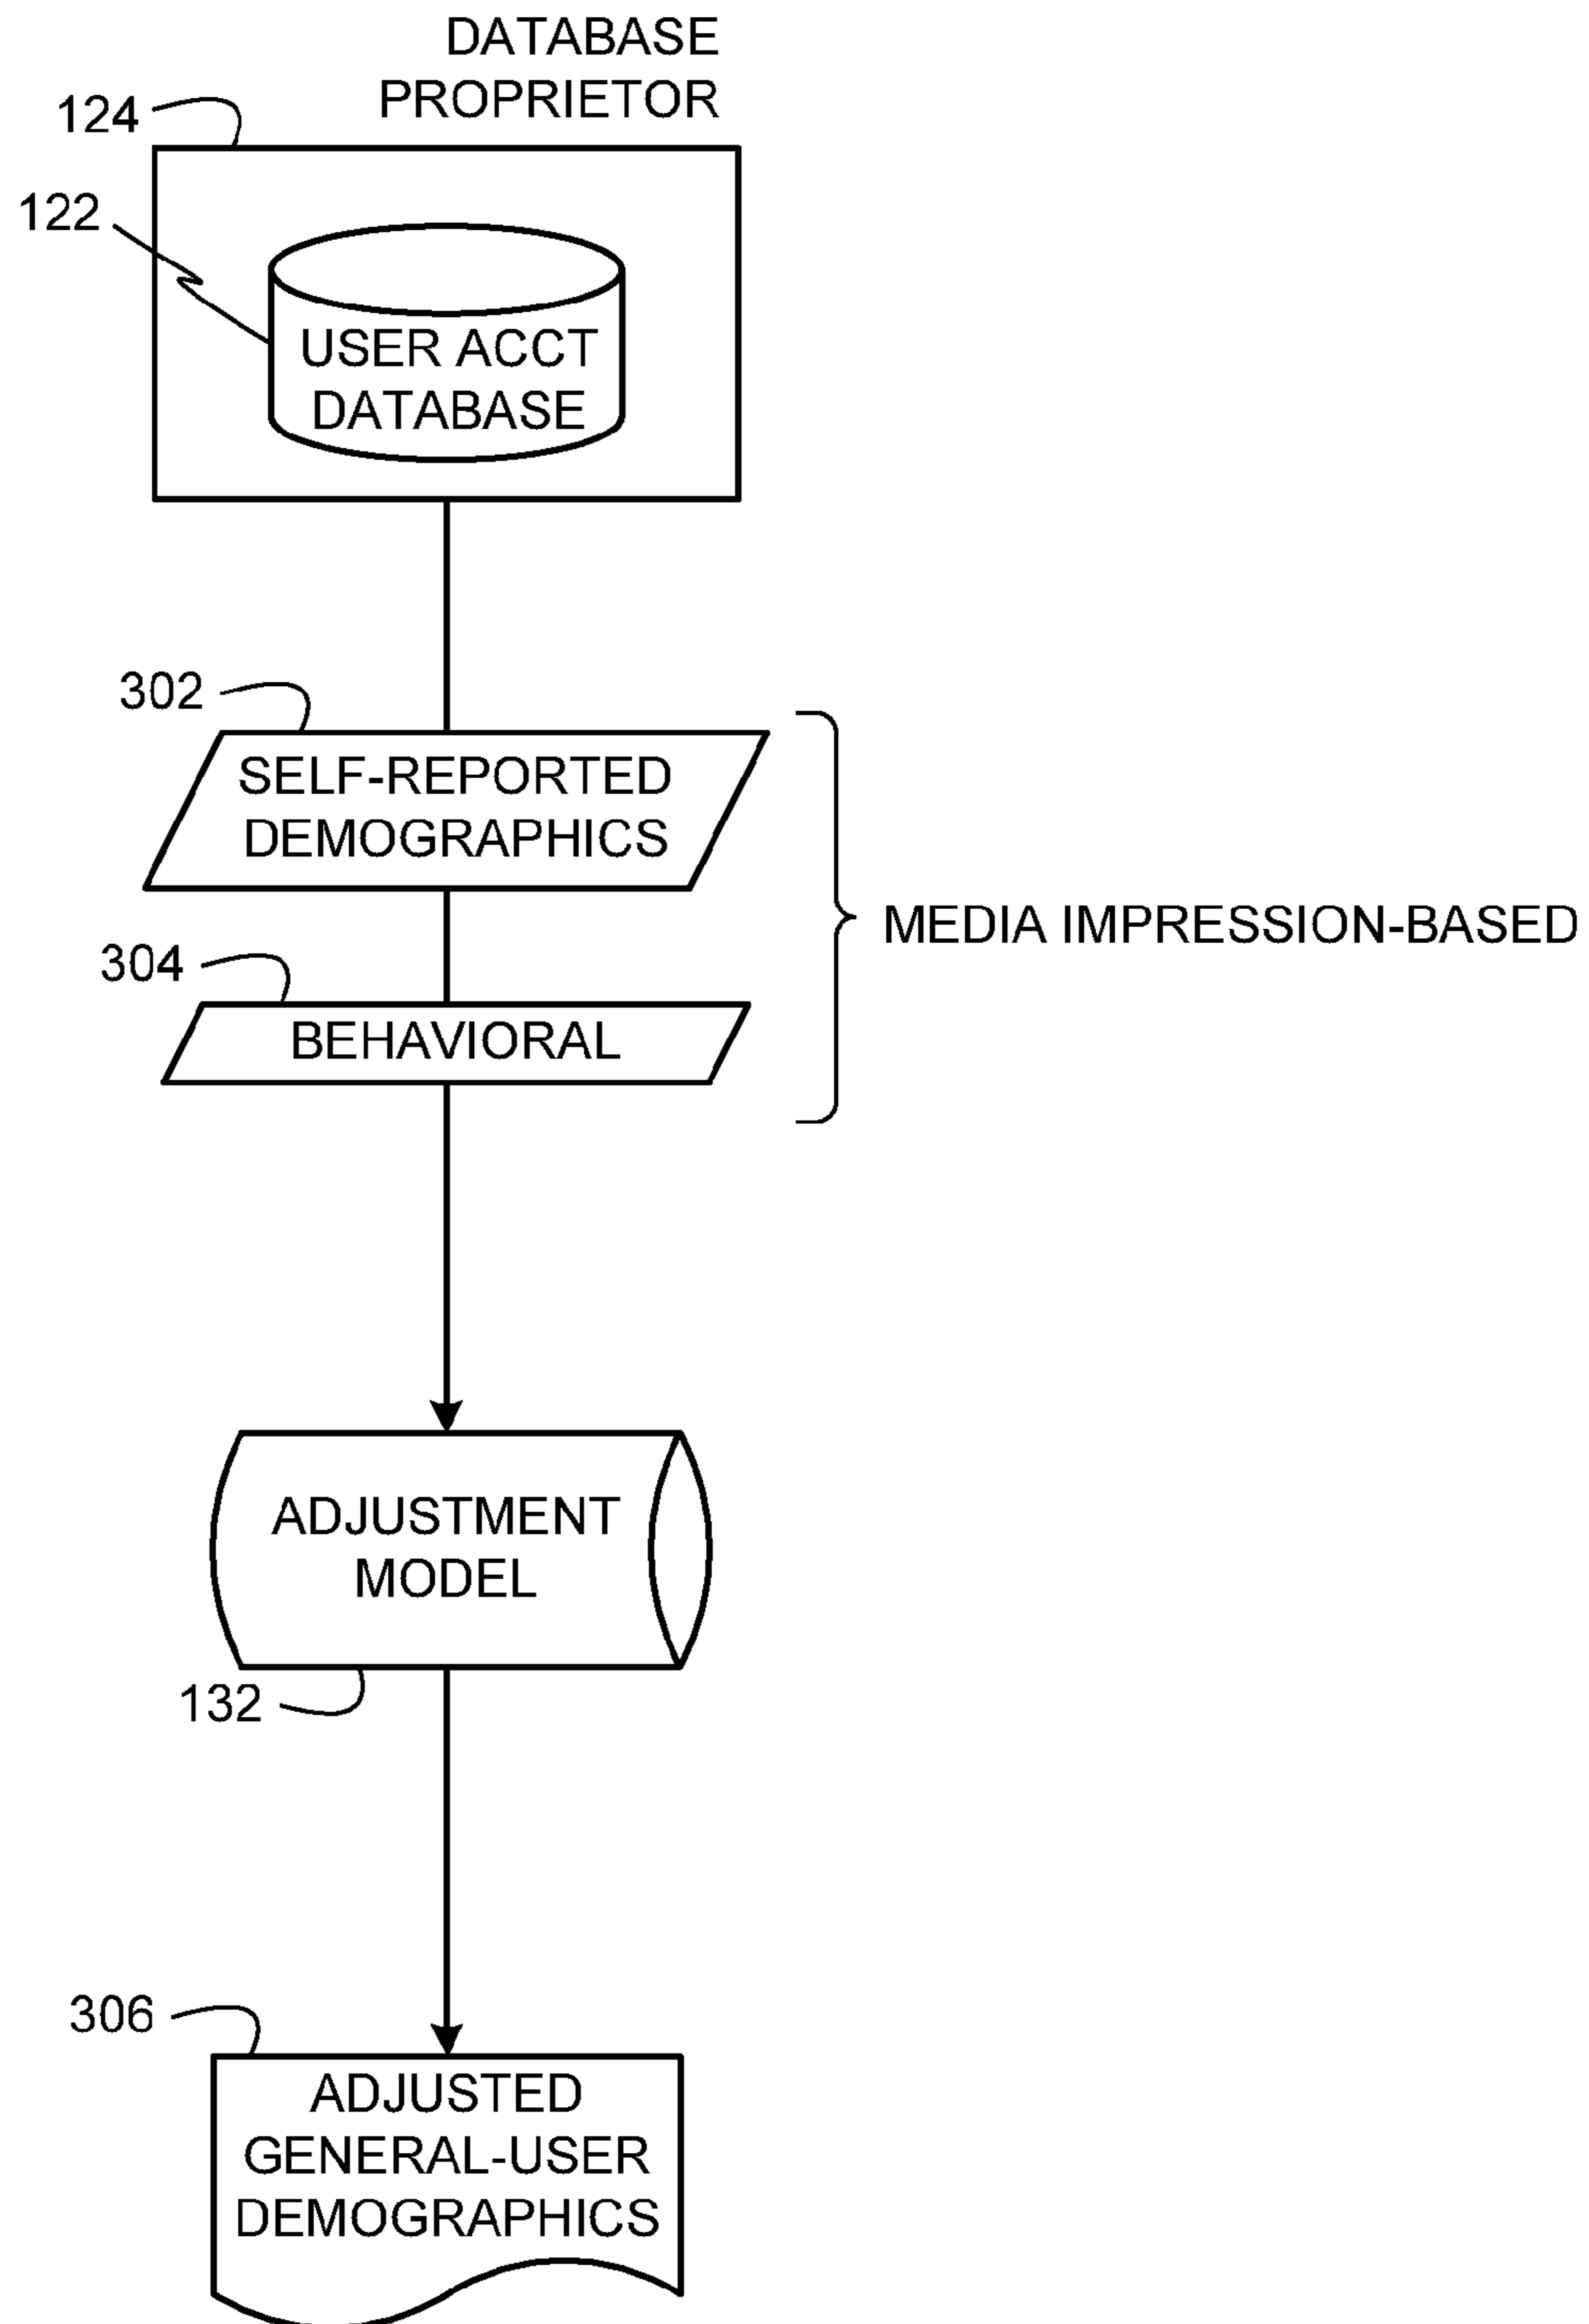 DATABASE
PROPRIETOR
124
122
USER ACCT
DATABASE
302
SELF-REPORTED
DEMOGRAPHICS
MEDIA IMPRESSION-BASED
304
BEHAVIORAL
ADJUSTMENT
MODEL
132
306
ADJUSTED
GENERAL-USER
DEMOGRAPHICS